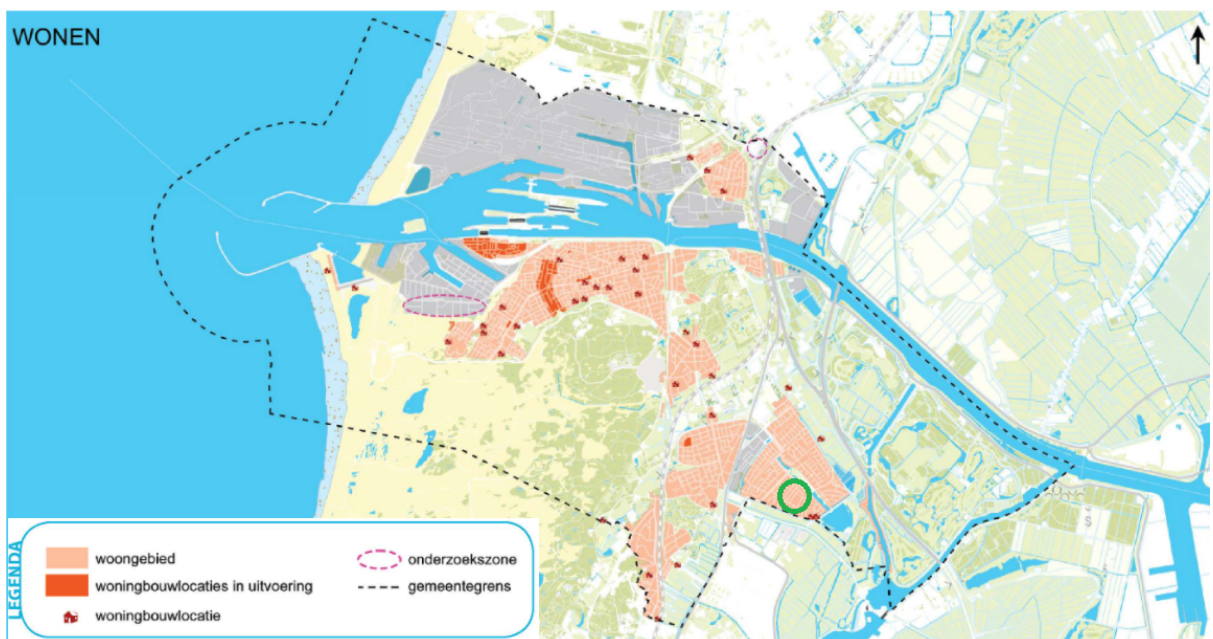 WONEN
LEGENDA
woongebied
woningbouwlocaties in uitvoering
woningbouwlocatie
onderzoekszone
gemeentegrens